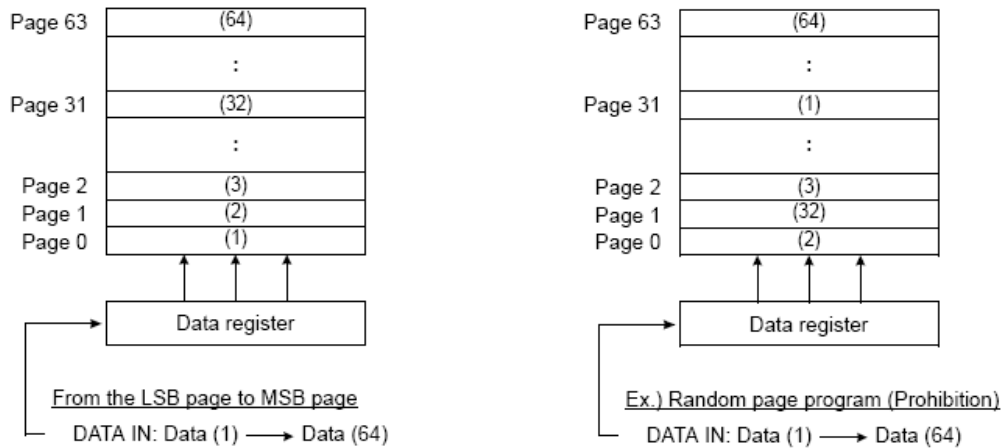 Page 63 (64)
:
Page 31 (32)
:
Page 2 (3)
Page 1 (2)
Page 0 (1)
Data register
From the LSB page to MSB page
DATA IN: Data (1) → Data (64)
Page 63 (64)
:
Page 31 (1)
:
Page 2 (3)
Page 1 (32)
Page 0 (2)
Data register
Ex.) Random page program (Prohibition)
DATA IN: Data (1) → Data (64)